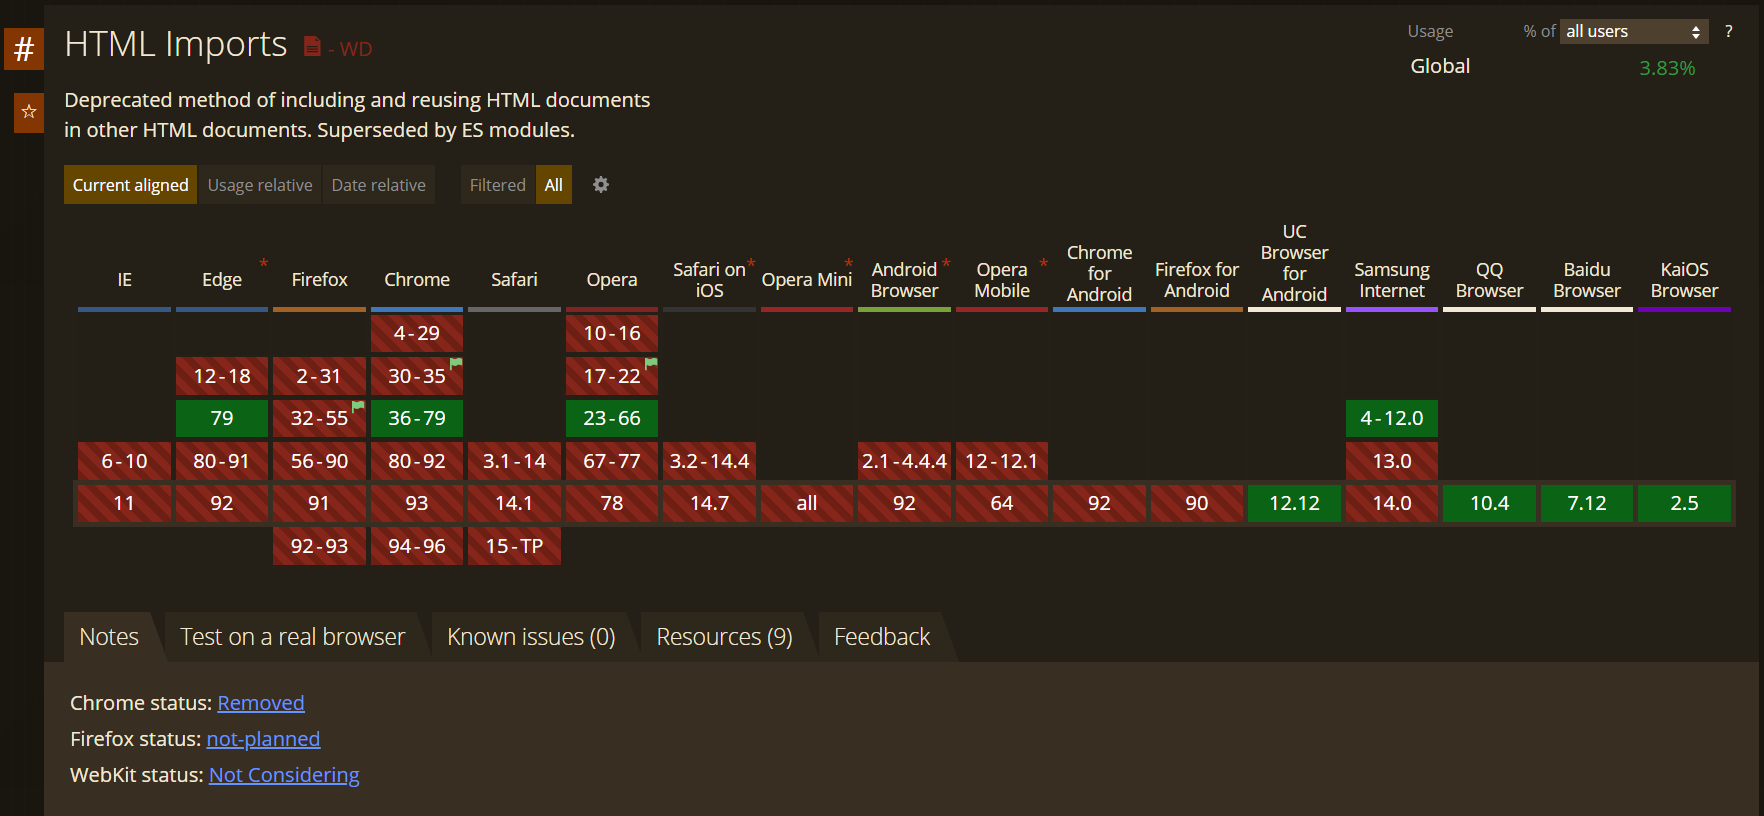 #
HTML Imports - WD
Usage % of all users ?
Global 3.83%
☆
Deprecated method of including and reusing HTML documents
in other HTML documents. Superseded by ES modules.
Current aligned Usage relative Date relative Filtered All
IE Edge * Firefox Chrome Safari Opera Safari on iOS * Opera Mini * Android Browser * Opera Mobile * Chrome for Android Firefox for Android UC Browser for Android Samsung Internet QQ Browser Baidu Browser KaiOS Browser
4-29 10-16
12-18 2-31 30-35 17-22
79 32-55 36-79 23-66 4-12.0
6-10 80-91 56-90 80-92 3.1-14 67-77 3.2-14.4 2.1-4.4.4 12-12.1 13.0
11 92 91 93 14.1 78 14.7 all 92 64 92 90 12.12 14.0 10.4 7.12 2.5
92-93 94-96 15-TP
Notes Test on a real browser Known issues (0) Resources (9) Feedback
Chrome status: Removed
Firefox status: not-planned
WebKit status: Not Considering